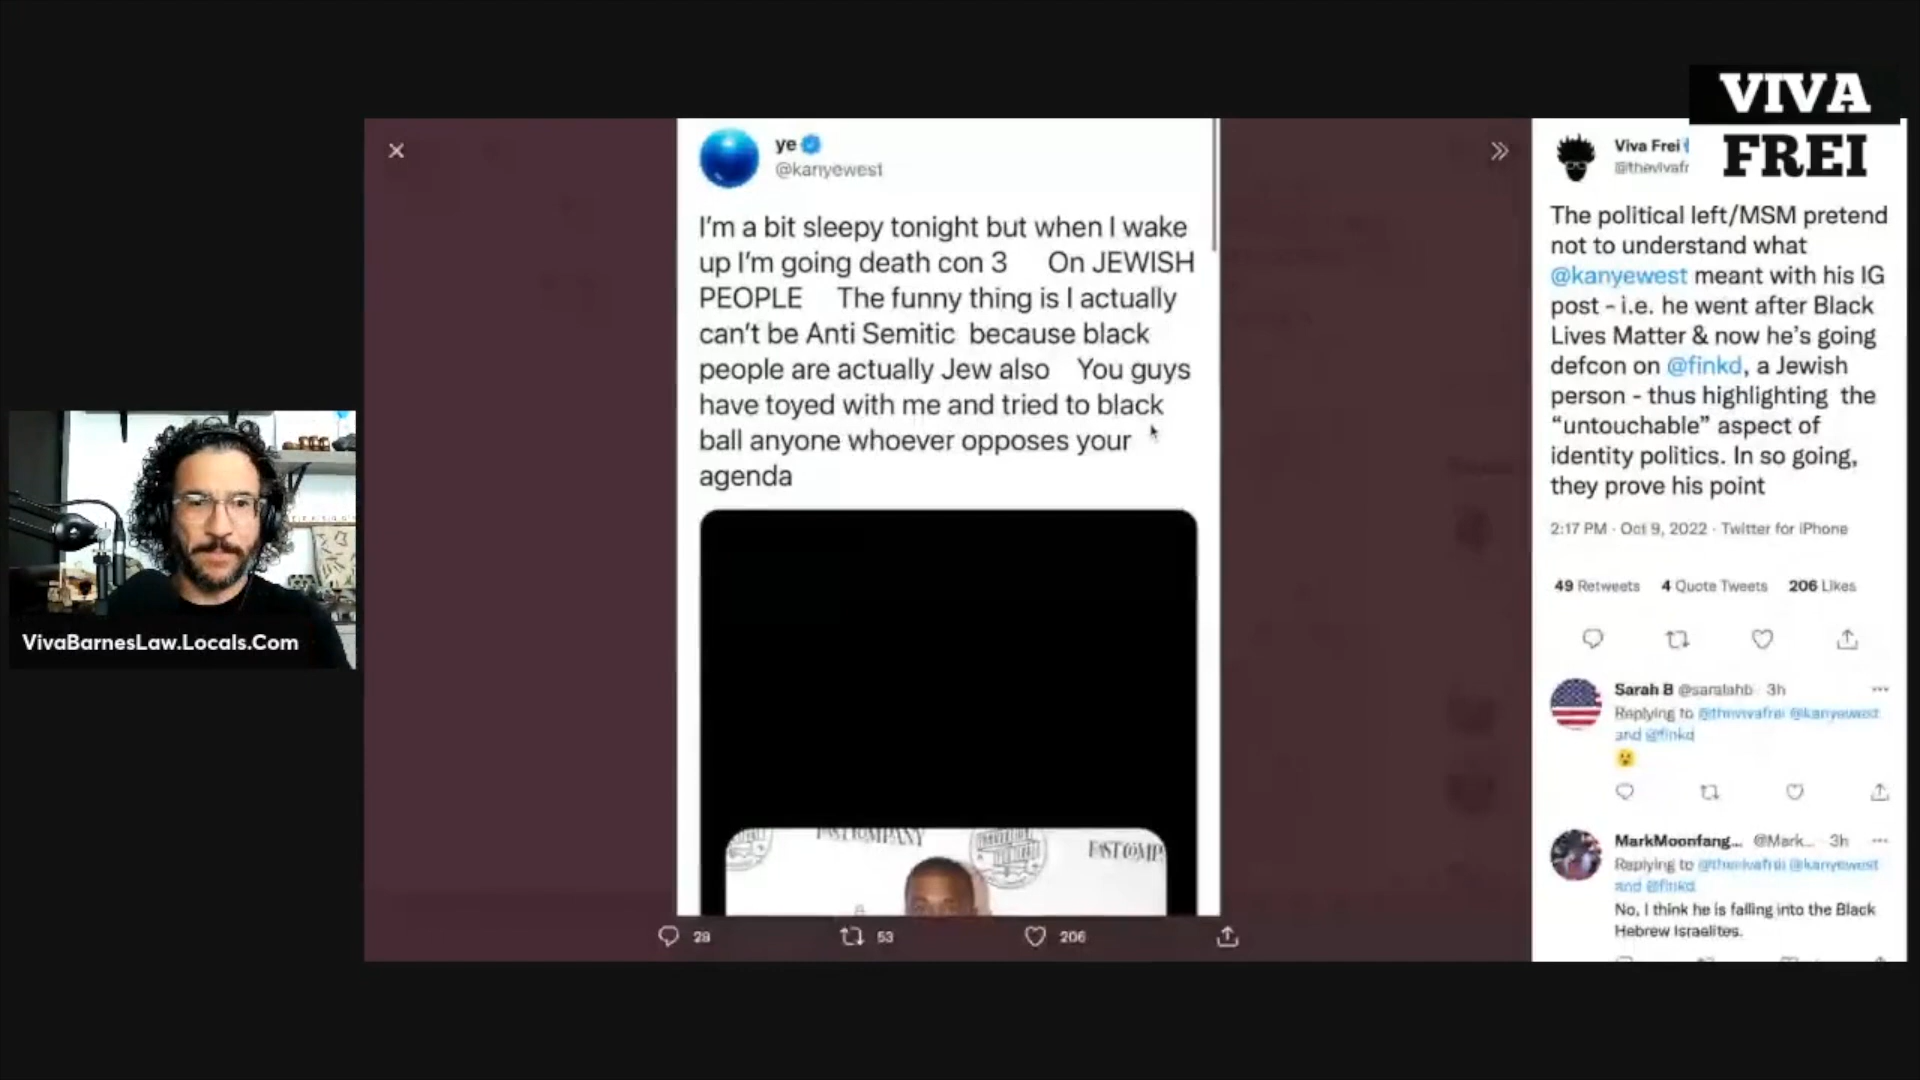 VIVA
FREI
ye
@kanyewest
I'm a bit sleepy tonight but when I wake
up I'm going death con 3 On JEWISH
PEOPLE The funny thing is I actually
can't be Anti Semitic because black
people are actually Jew also You guys
have toyed with me and tried to black
ball anyone whoever opposes your
agenda
FAST COMPANY
FAST COMP
28
53
206
VivaBarnesLaw.Locals.Com
Viva Frei
@thevivafr
The political left/MSM pretend
not to understand what
@kanyewest meant with his IG
post - i.e. he went after Black
Lives Matter & now he's going
defcon on @finkd, a Jewish
person - thus highlighting the
“untouchable” aspect of
identity politics. In so going,
they prove his point
2:17 PM · Oct 9, 2022 · Twitter for iPhone
49 Retweets 4 Quote Tweets 206 Likes
Sarah B @saralahb 3h
Replying to @thevivafrei @kanyewest
and @finkd
MarkMoonfang... @Mark... · 3h
Replying to @thevivafrei @kanyewest
and @finkd
No, I think he is falling into the Black
Hebrew Israelites.